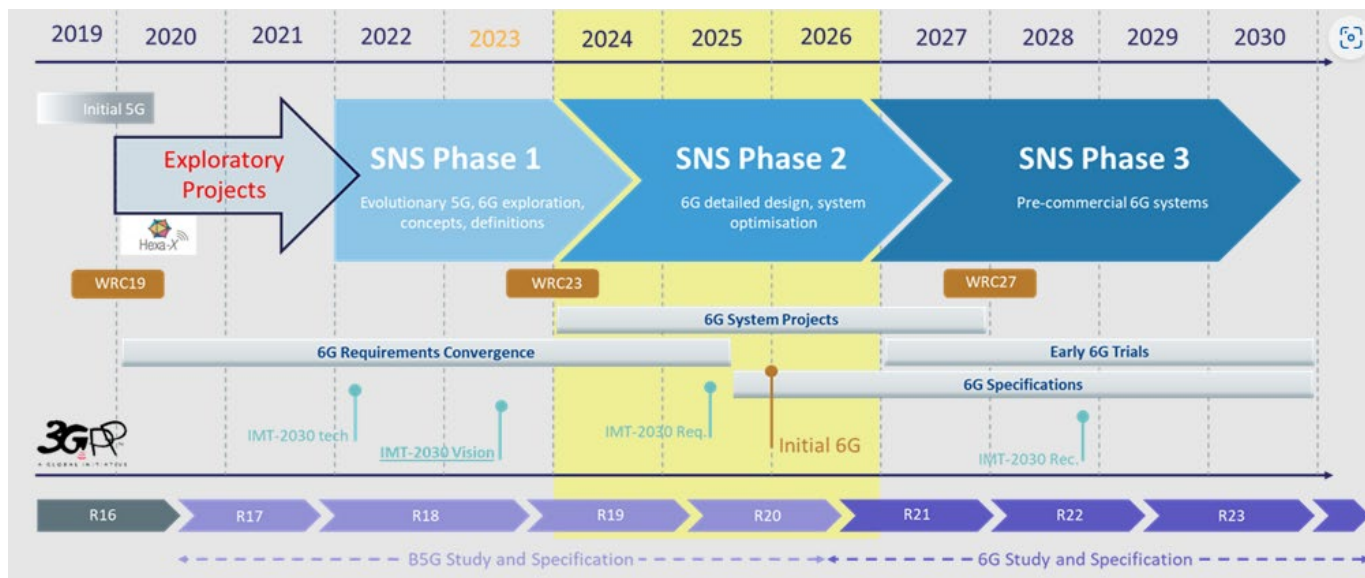 2019 2020 2021 2022 2023 2024 2025 2026 2027 2028 2029 2030
Initial 5G
Exploratory
Projects
Hexa-X
SNS Phase 1
Evolutionary 5G, 6G exploration,
concepts, definitions
SNS Phase 2
6G detailed design, system
optimisation
SNS Phase 3
Pre-commercial 6G systems
WRC19
WRC23
WRC27
6G System Projects
6G Requirements Convergence
Early 6G Trials
6G Specifications
IMT-2030 tech
IMT-2030 Vision
IMT-2030 Req.
Initial 6G
IMT-2030 Rec.
3GPP
A GLOBAL INITIATIVE
R16 R17 R18 R19 R20 R21 R22 R23
B5G Study and Specification
6G Study and Specification